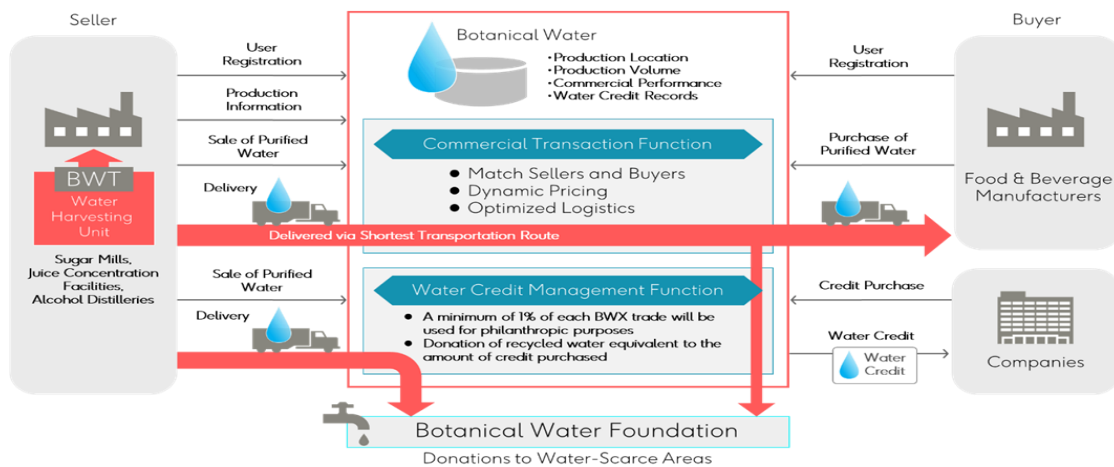 Seller
BWT
Water
Harvesting
Unit
Sugar Mills,
Juice Concentration
Facilities,
Alcohol Distilleries
User
Registration
Production
Information
Sale of Purified
Water
Delivery
Sale of Purified
Water
Delivery
Botanical Water
・Production Location
・Production Volume
・Commercial Performance
・Water Credit Records
Commercial Transaction Function
● Match Sellers and Buyers
● Dynamic Pricing
● Optimized Logistics
Delivered via Shortest Transportation Route
Water Credit Management Function
● A minimum of 1% of each BWX trade will be
used for philanthropic purposes
● Donation of recycled water equivalent to the
amount of credit purchased
Botanical Water Foundation
Donations to Water-Scarce Areas
Buyer
User
Registration
Purchase of
Purified Water
Food & Beverage
Manufacturers
Credit Purchase
Water Credit
Water
Credit
Companies